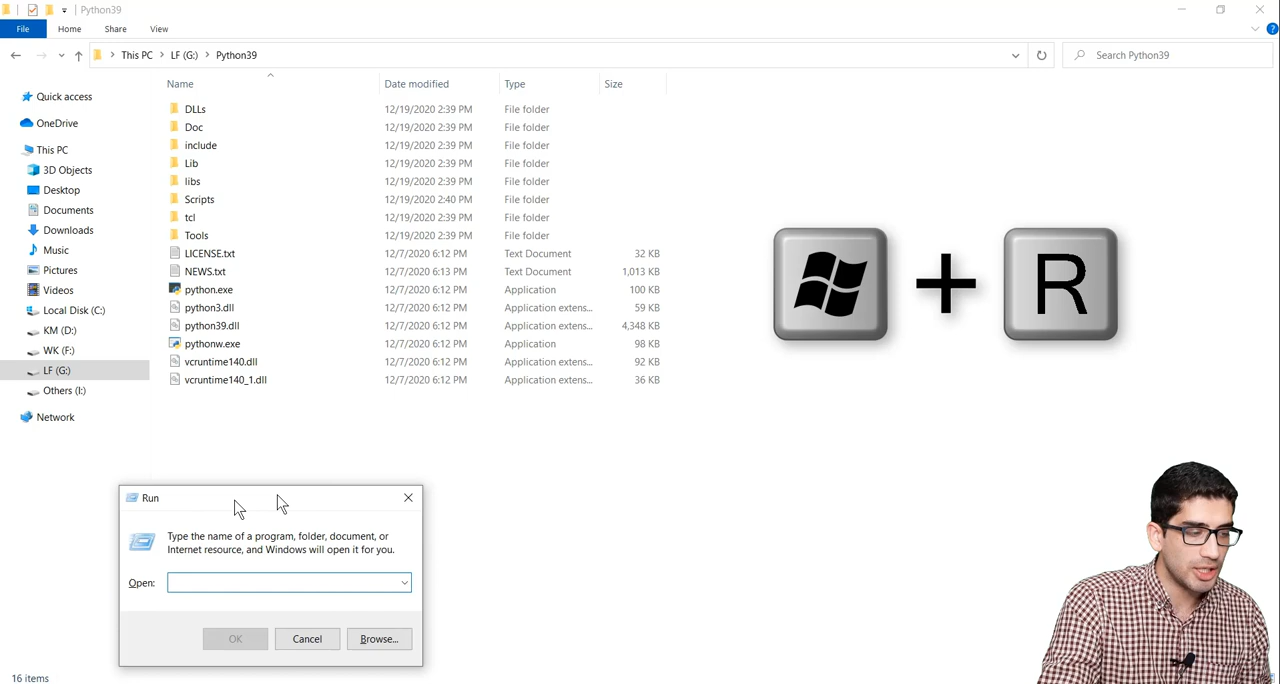 Python39
File Home Share View
This PC LF (G:) Python39
Search Python39
Name Date modified Type Size
Quick access
OneDrive
This PC
3D Objects
Desktop
Documents
Downloads
Music
Pictures
Videos
Local Disk (C:)
KM (D:)
WK (F:)
LF (G:)
Others (I:)
Network
DLLs 12/19/2020 2:39 PM File folder
Doc 12/19/2020 2:39 PM File folder
include 12/19/2020 2:39 PM File folder
Lib 12/19/2020 2:39 PM File folder
libs 12/19/2020 2:39 PM File folder
Scripts 12/19/2020 2:40 PM File folder
tcl 12/19/2020 2:39 PM File folder
Tools 12/19/2020 2:39 PM File folder
LICENSE.txt 12/7/2020 6:12 PM Text Document 32 KB
NEWS.txt 12/7/2020 6:13 PM Text Document 1,013 KB
python.exe 12/7/2020 6:12 PM Application 100 KB
python3.dll 12/7/2020 6:12 PM Application extens... 59 KB
python39.dll 12/7/2020 6:12 PM Application extens... 4,348 KB
pythonw.exe 12/7/2020 6:12 PM Application 98 KB
vcruntime140.dll 12/7/2020 6:12 PM Application extens... 92 KB
vcruntime140_1.dll 12/7/2020 6:12 PM Application extens... 36 KB
+ R
Run
Type the name of a program, folder, document, or
Internet resource, and Windows will open it for you.
Open:
OK Cancel Browse...
16 items